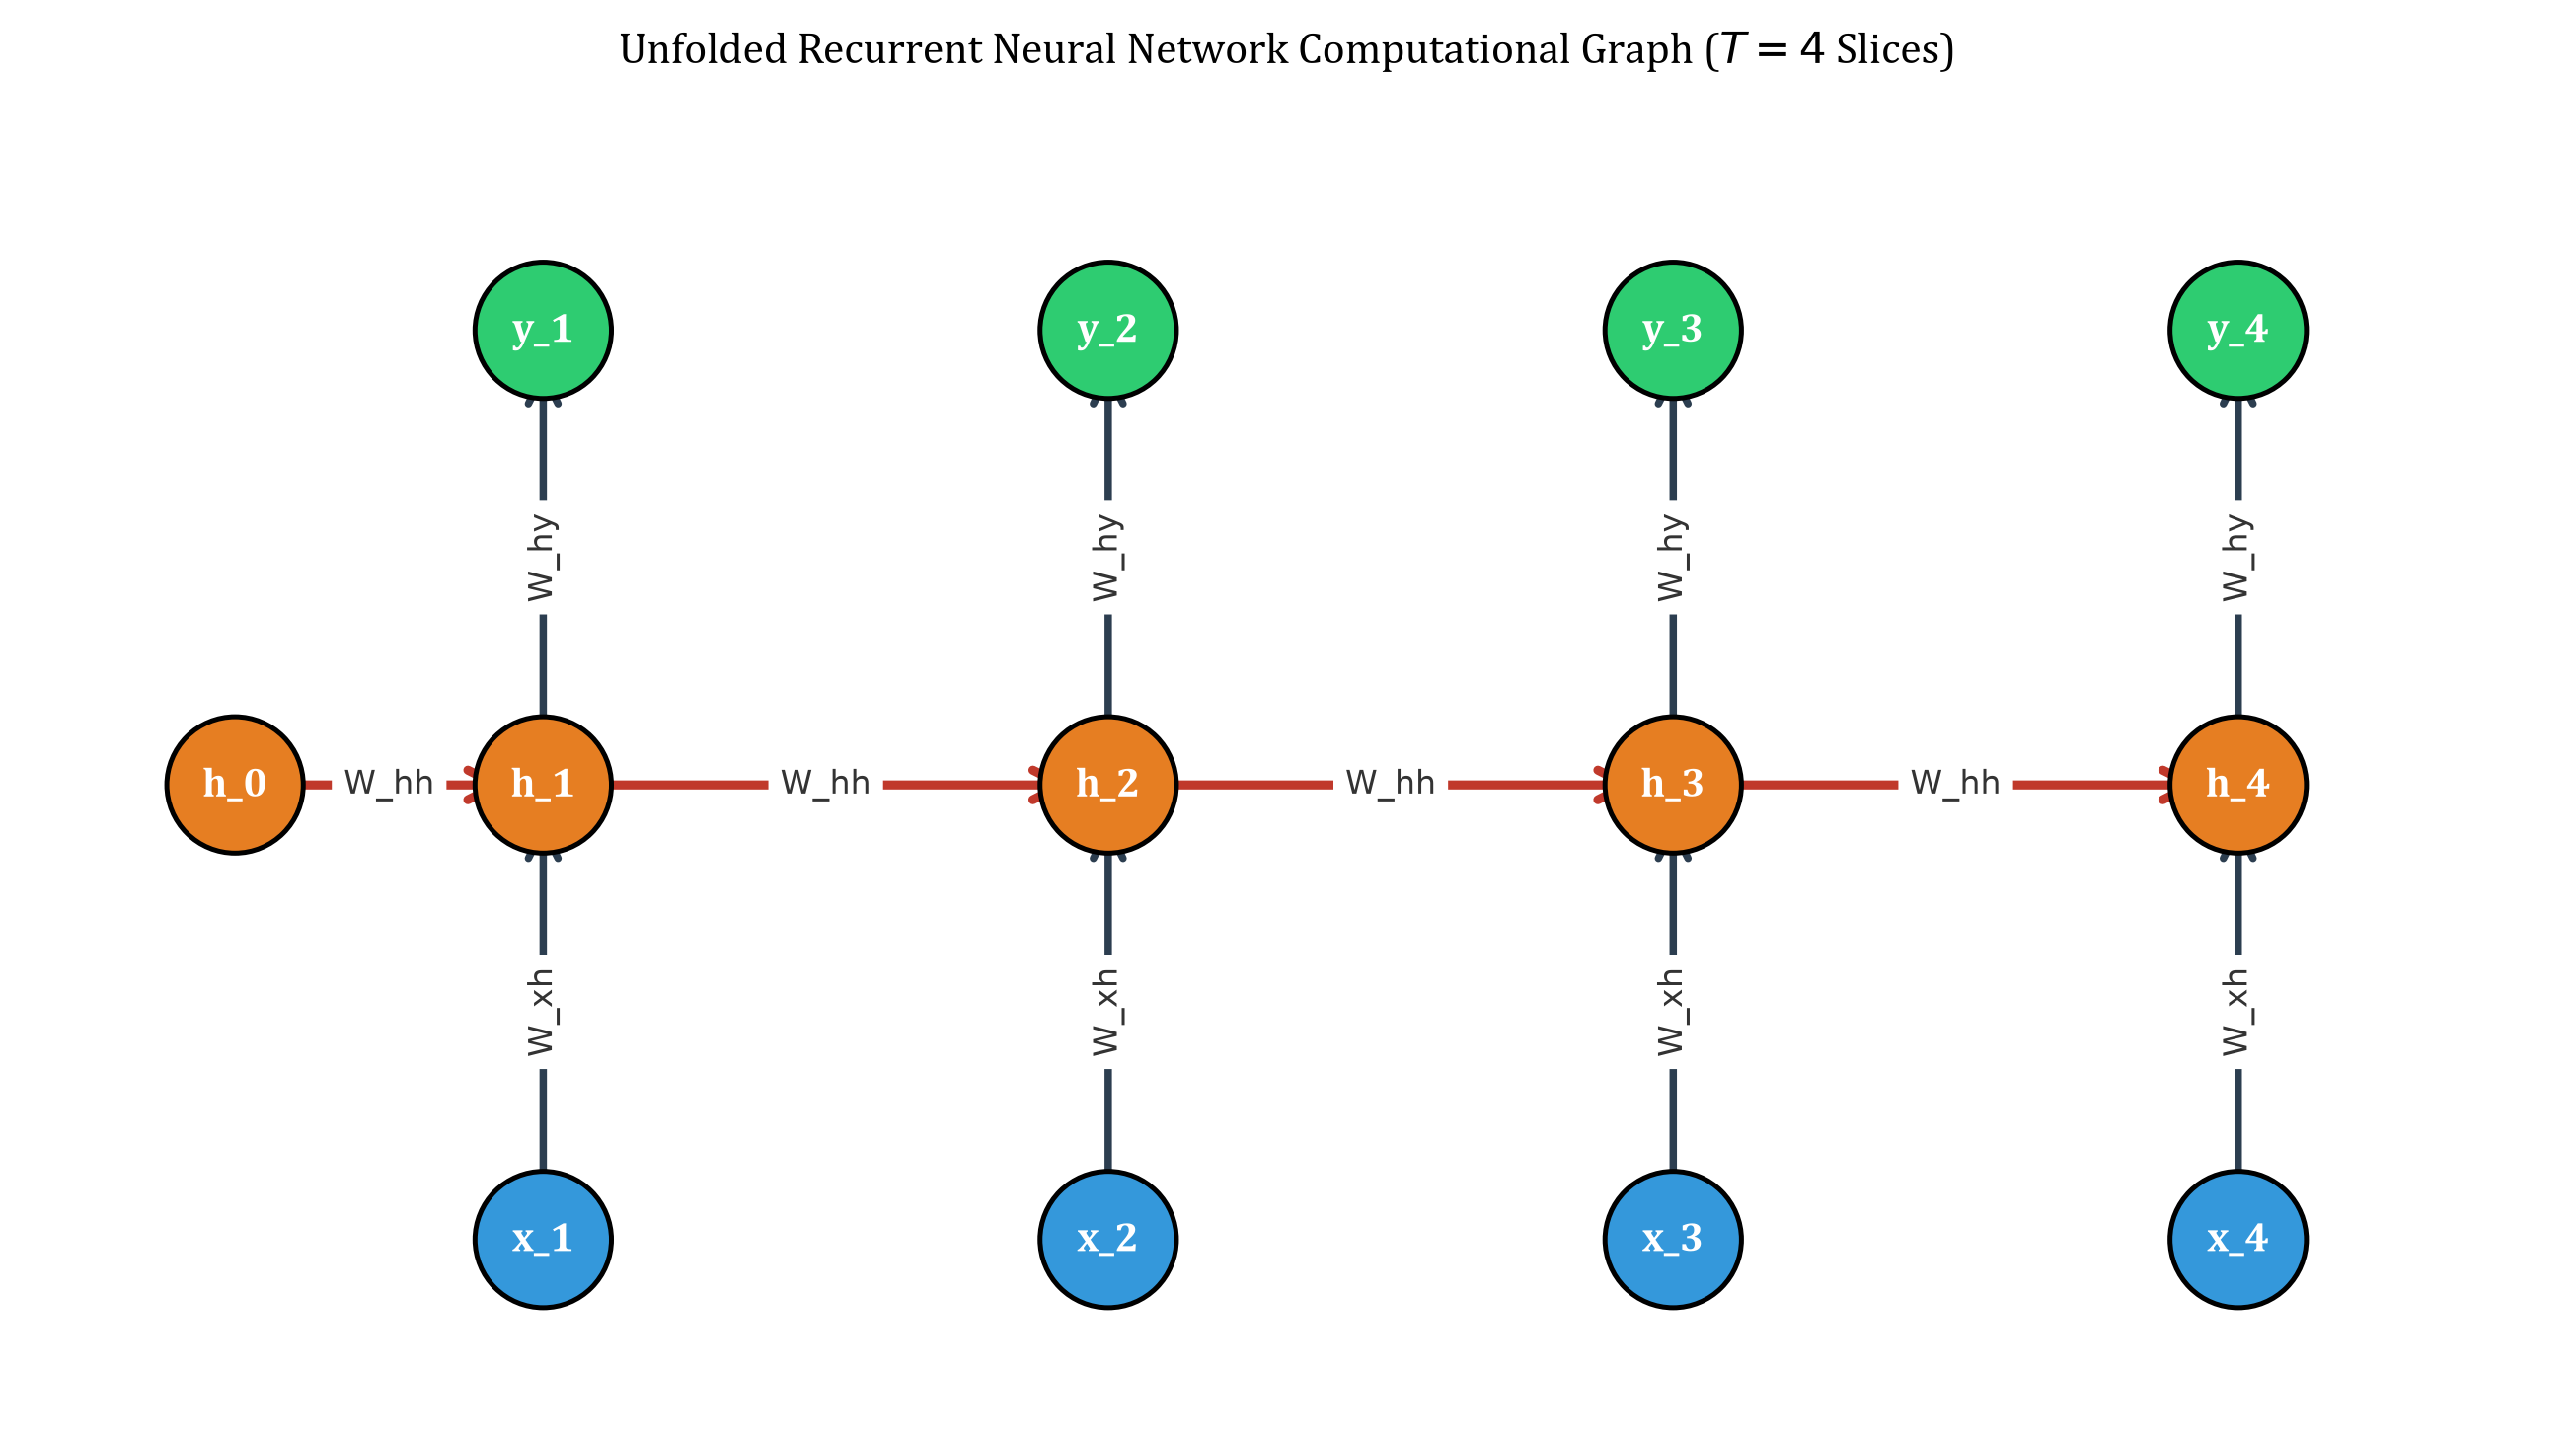 Unfolded Recurrent Neural Network Computational Graph (T = 4 Slices)
y_1 y_2 y_3 y_4
W_hy W_hy W_hy W_hy
h_0 W_hh h_1 W_hh h_2 W_hh h_3 W_hh h_4
W_xh W_xh W_xh W_xh
x_1 x_2 x_3 x_4